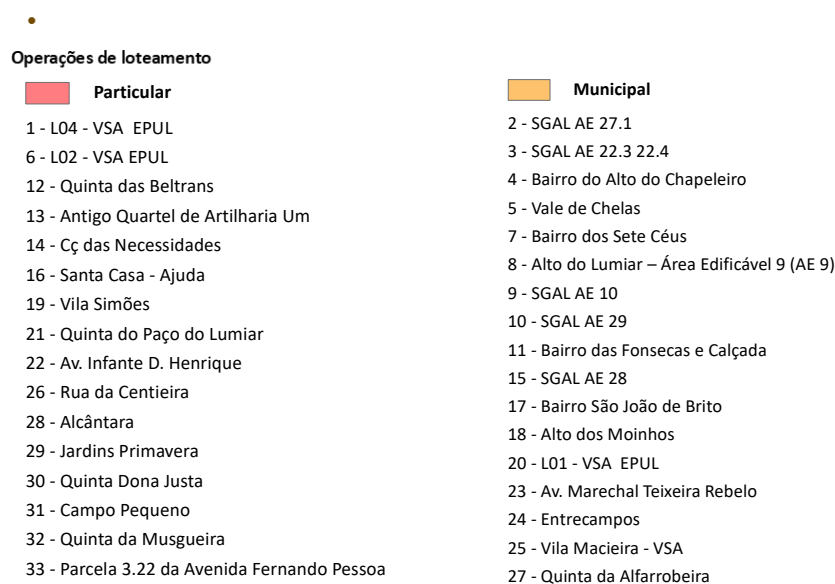 Operações de loteamento
Particular
1 - L04 - VSA EPUL
6 - L02 - VSA EPUL
12 - Quinta das Beltrans
13 - Antigo Quartel de Artilharia Um
14 - Cç das Necessidades
16 - Santa Casa - Ajuda
19 - Vila Simões
21 - Quinta do Paço do Lumiar
22 - Av. Infante D. Henrique
26 - Rua da Centieira
28 - Alcântara
29 - Jardins Primavera
30 - Quinta Dona Justa
31 - Campo Pequeno
32 - Quinta da Musgueira
33 - Parcela 3.22 da Avenida Fernando Pessoa
Municipal
2 - SGAL AE 27.1
3 - SGAL AE 22.3 22.4
4 - Bairro do Alto do Chapeleiro
5 - Vale de Chelas
7 - Bairro dos Sete Céus
8 - Alto do Lumiar – Área Edificável 9 (AE 9)
9 - SGAL AE 10
10 - SGAL AE 29
11 - Bairro das Fonsecas e Calçada
15 - SGAL AE 28
17 - Bairro São João de Brito
18 - Alto dos Moinhos
20 - L01 - VSA EPUL
23 - Av. Marechal Teixeira Rebelo
24 - Entrecampos
25 - Vila Macieira - VSA
27 - Quinta da Alfarrobeira